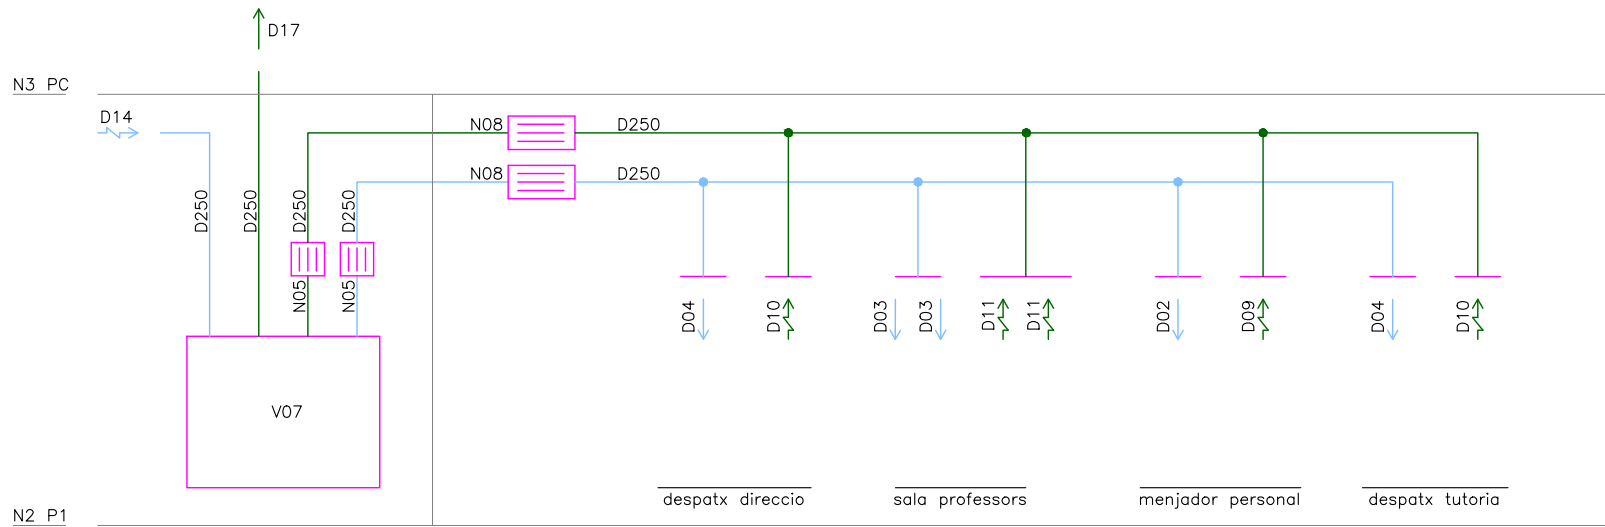 D17
N3 PC
D14
N08
D250
N08
D250
D250
D250
D250
D250
N05
N05
D04
D10
D03
D03
D11
D11
D02
D09
D04
D10
V07
despatx direccio
sala professors
menjador personal
despatx tutoria
N2 P1